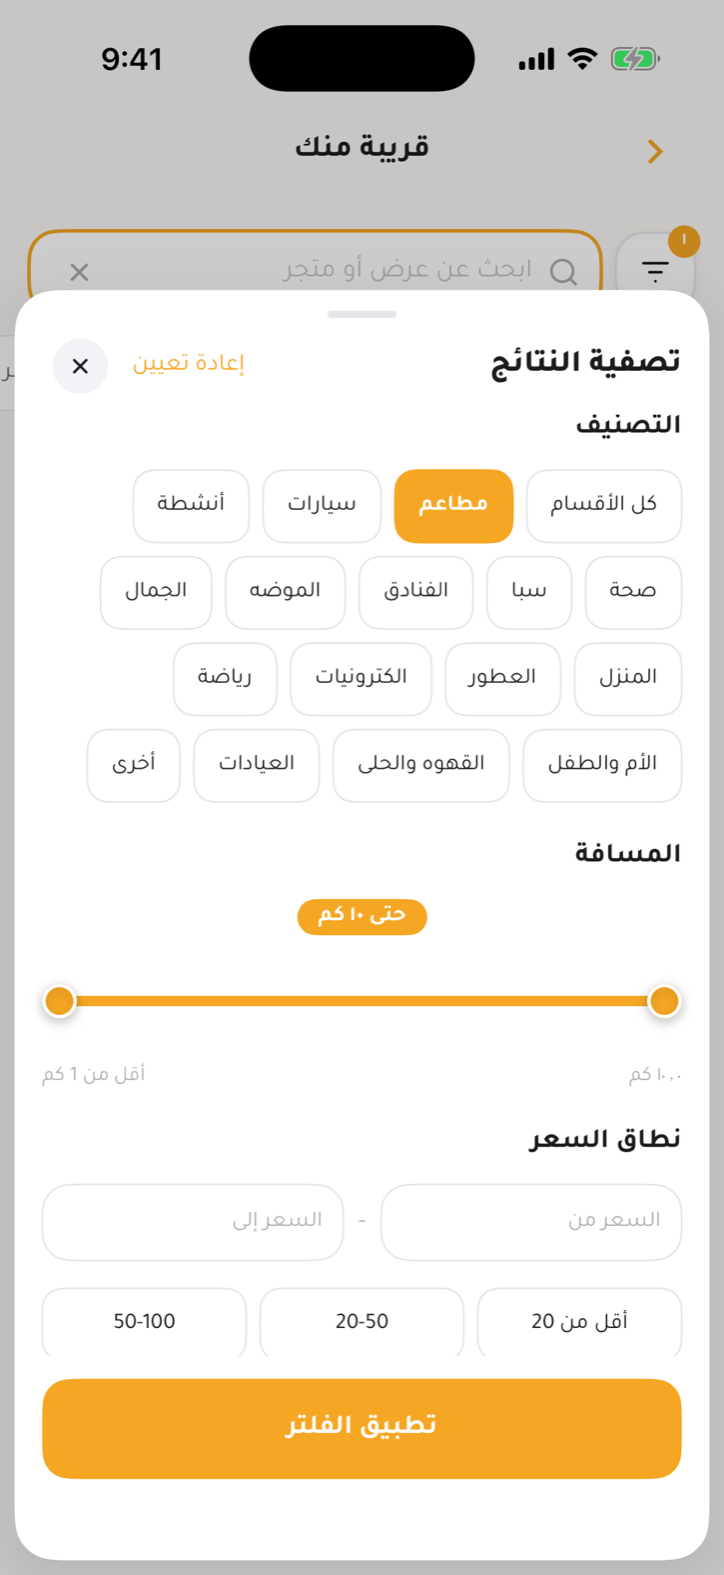 9:41
قريبة منك
١
ابحث عن عرض أو متجر
تصفية النتائج
إعادة تعيين
التصنيف
كل الأقسام
مطاعم
سيارات
أنشطة
صحة
سبا
الفنادق
الموضه
الجمال
المنزل
العطور
الكترونيات
رياضة
الأم والطفل
القهوه والحلى
العيادات
أخرى
المسافة
حتى ١٠ كم
١٠,٠ كم
أقل من 1 كم
نطاق السعر
السعر من
-
السعر إلى
أقل من 20
20-50
50-100
تطبيق الفلتر